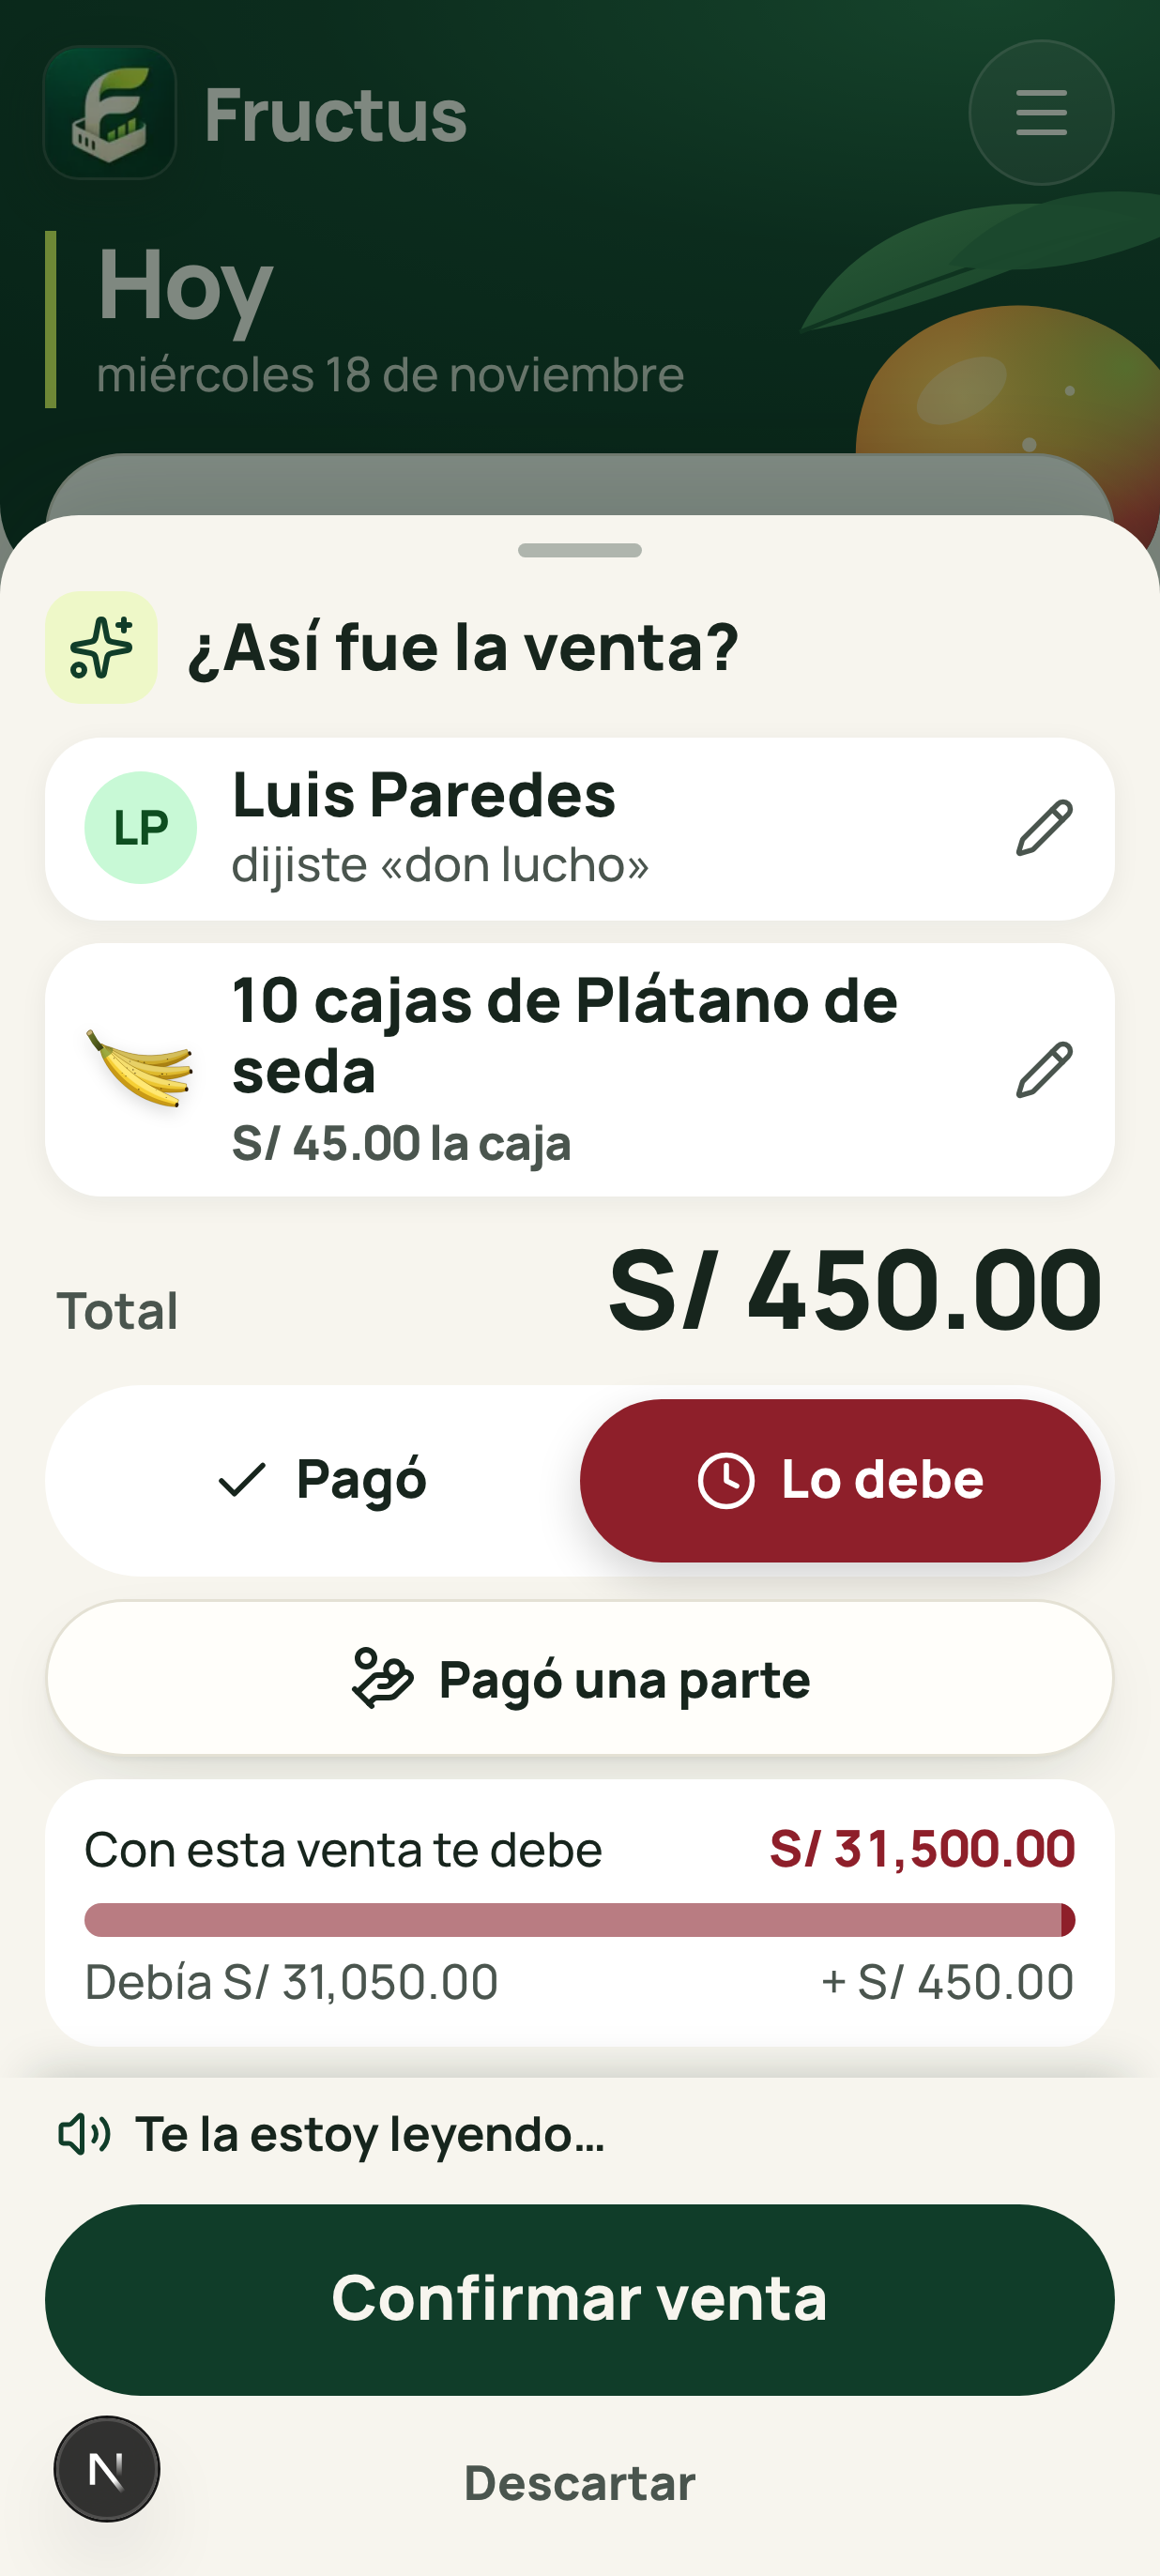 Fructus
Hoy
miércoles 18 de noviembre
¿Así fue la venta?
LP
Luis Paredes
dijiste «don lucho»
10 cajas de Plátano de
seda
S/ 45.00 la caja
Total
S/ 450.00
Pagó
Lo debe
Pagó una parte
Con esta venta te debe
S/ 31,500.00
Debía S/ 31,050.00
+ S/ 450.00
Te la estoy leyendo...
Confirmar venta
N
Descartar